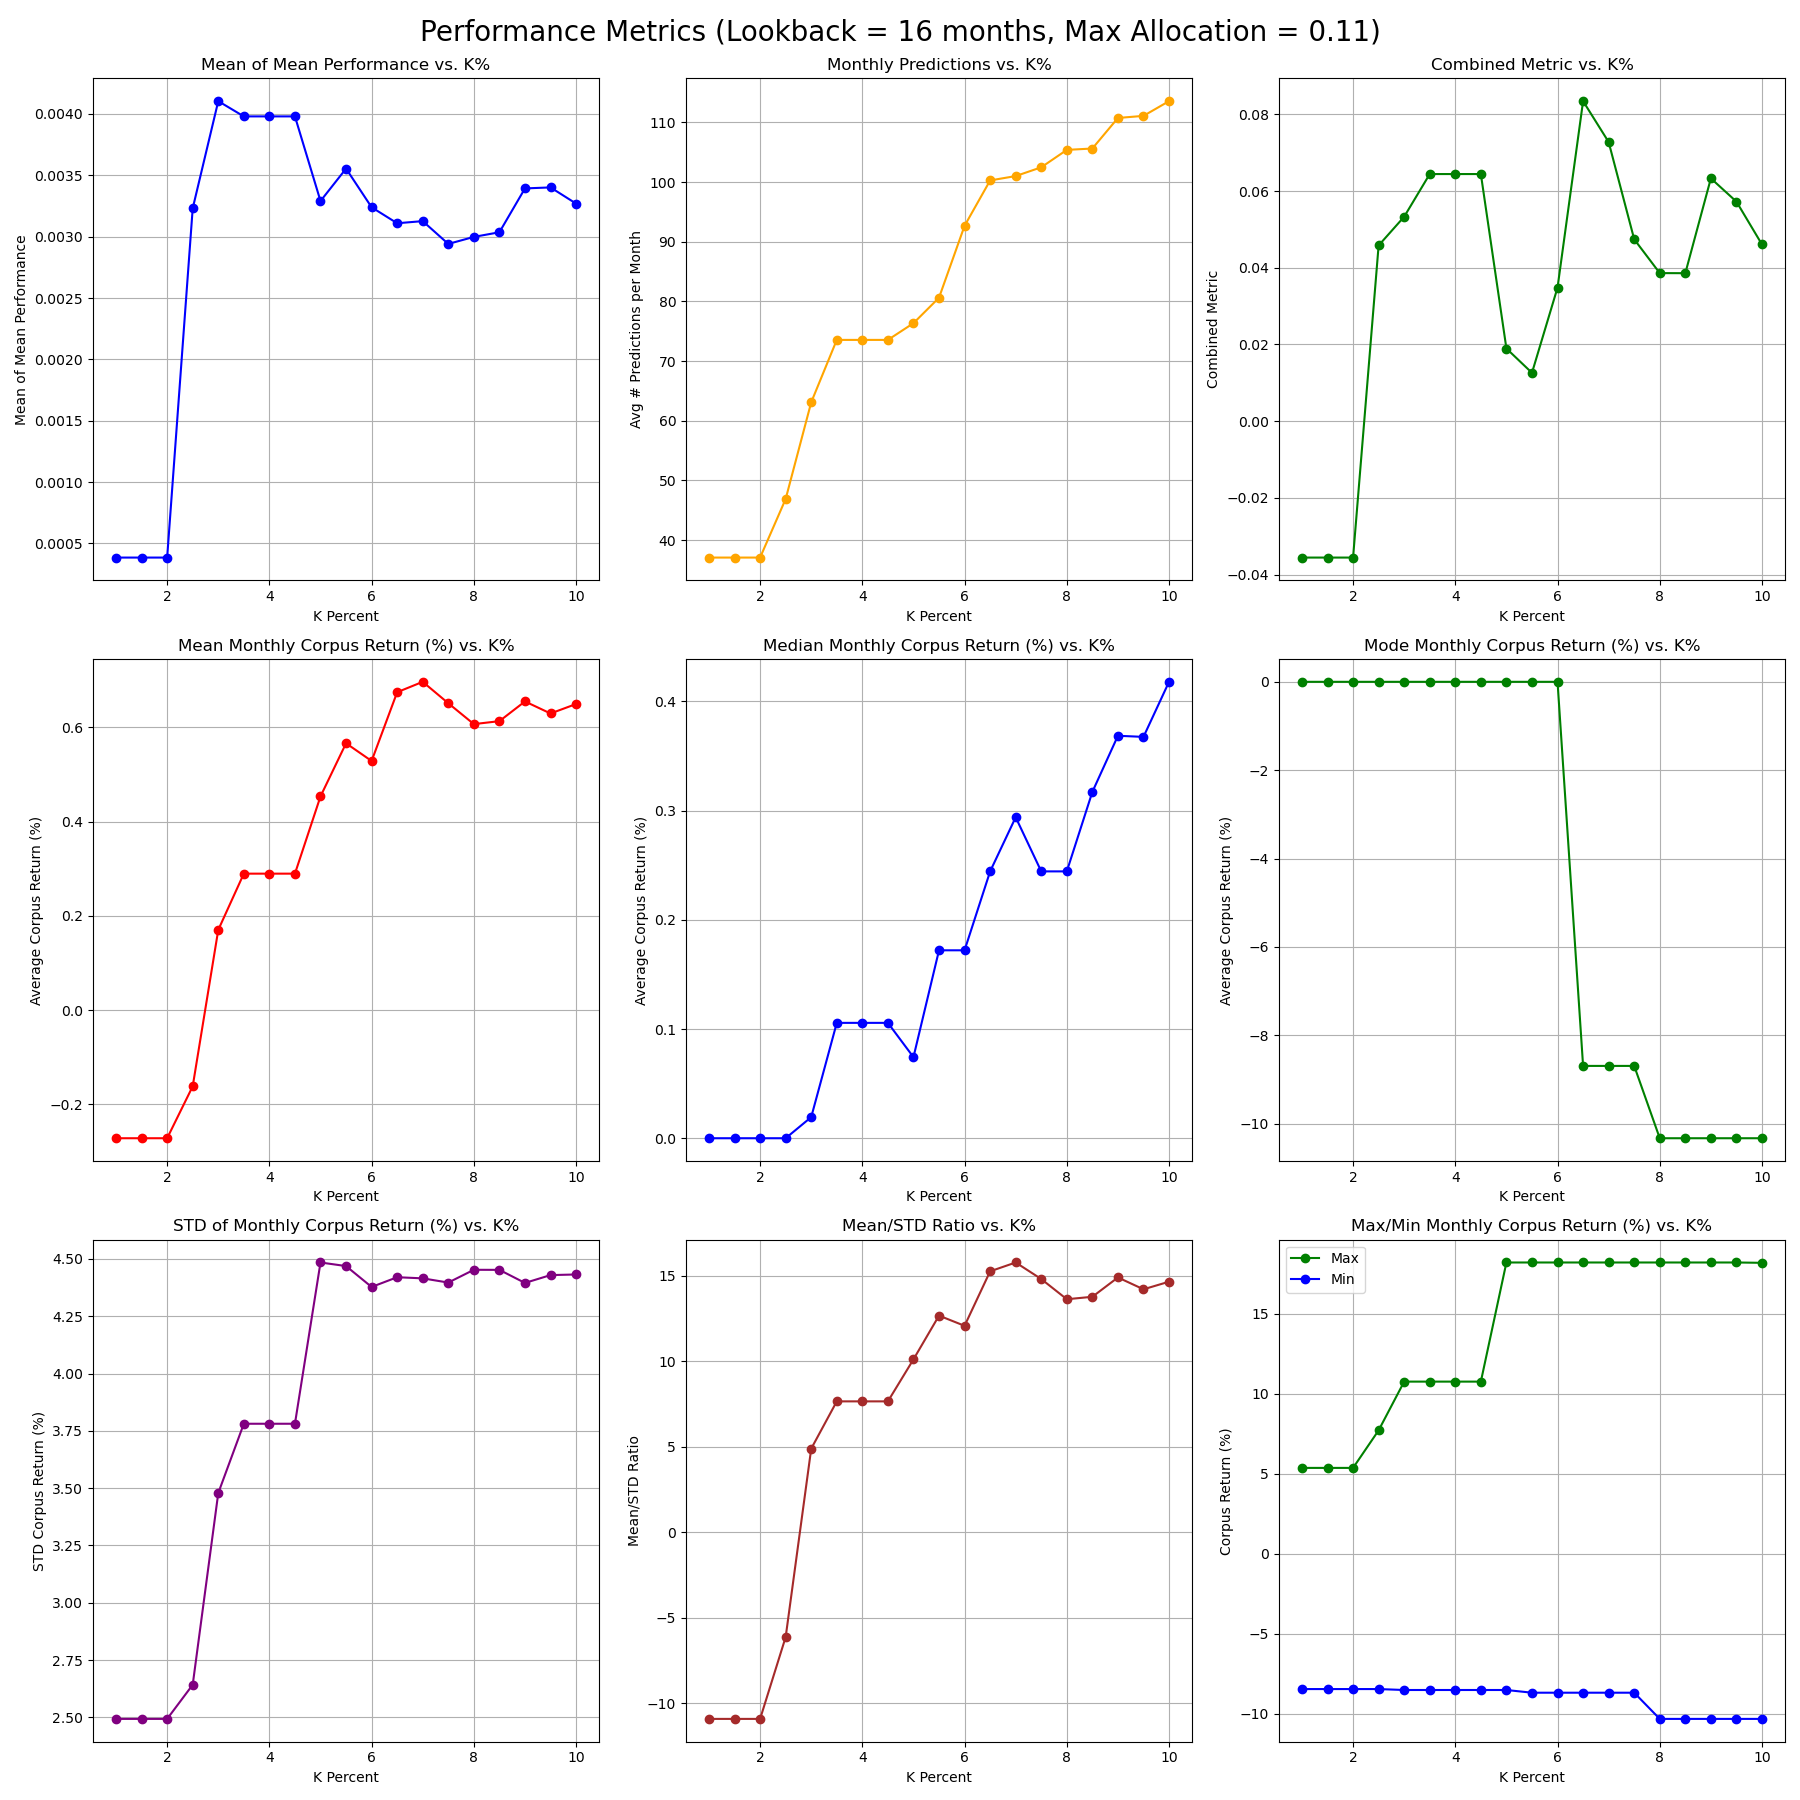 Performance Metrics (Lookback = 16 months, Max Allocation = 0.11)
Mean of Mean Performance vs. K%
Mean of Mean Performance
0.0040
0.0035
0.0030
0.0025
0.0020
0.0015
0.0010
0.0005
2 4 6 8 10
K Percent
Monthly Predictions vs. K%
Avg # Predictions per Month
110
100
90
80
70
60
50
40
2 4 6 8 10
K Percent
Combined Metric vs. K%
Combined Metric
0.08
0.06
0.04
0.02
0.00
−0.02
−0.04
2 4 6 8 10
K Percent
Mean Monthly Corpus Return (%) vs. K%
Average Corpus Return (%)
0.6
0.4
0.2
0.0
−0.2
2 4 6 8 10
K Percent
Median Monthly Corpus Return (%) vs. K%
Average Corpus Return (%)
0.4
0.3
0.2
0.1
0.0
2 4 6 8 10
K Percent
Mode Monthly Corpus Return (%) vs. K%
Average Corpus Return (%)
0
−2
−4
−6
−8
−10
2 4 6 8 10
K Percent
STD of Monthly Corpus Return (%) vs. K%
STD Corpus Return (%)
4.50
4.25
4.00
3.75
3.50
3.25
3.00
2.75
2.50
2 4 6 8 10
K Percent
Mean/STD Ratio vs. K%
Mean/STD Ratio
15
10
5
0
−5
−10
2 4 6 8 10
K Percent
Max/Min Monthly Corpus Return (%) vs. K%
Max
Min
Corpus Return (%)
15
10
5
0
−5
−10
2 4 6 8 10
K Percent